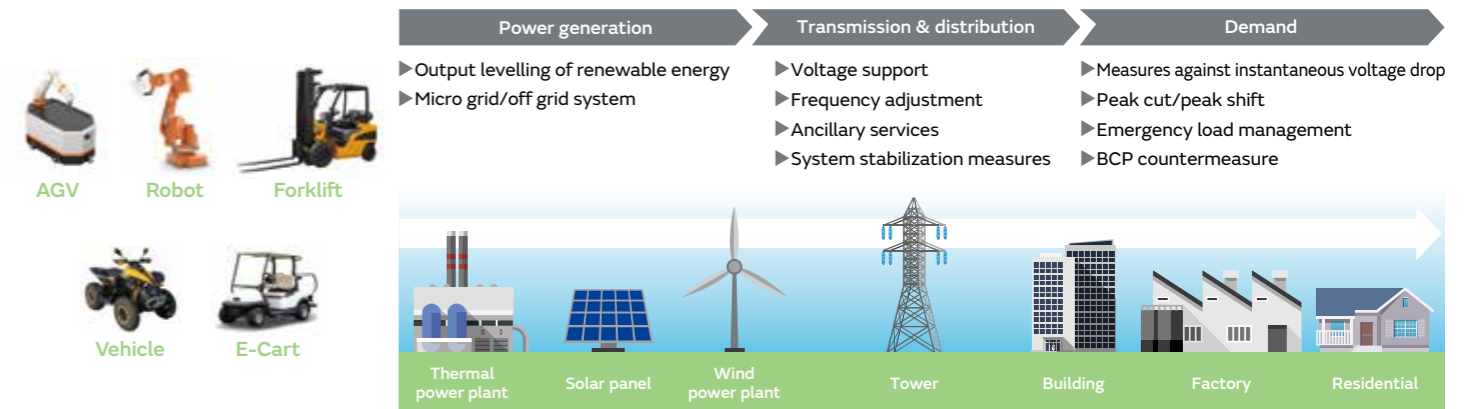 AGV
Robot
Forklift
Vehicle
E-Cart
Power generation
▶Output levelling of renewable energy
▶Micro grid/off grid system
Transmission & distribution
▶Voltage support
▶Frequency adjustment
▶Ancillary services
▶System stabilization measures
Demand
▶Measures against instantaneous voltage drop
▶Peak cut/peak shift
▶Emergency load management
▶BCP countermeasure
Thermal
power plant
Solar panel
Wind
power plant
Tower
Building
Factory
Residential